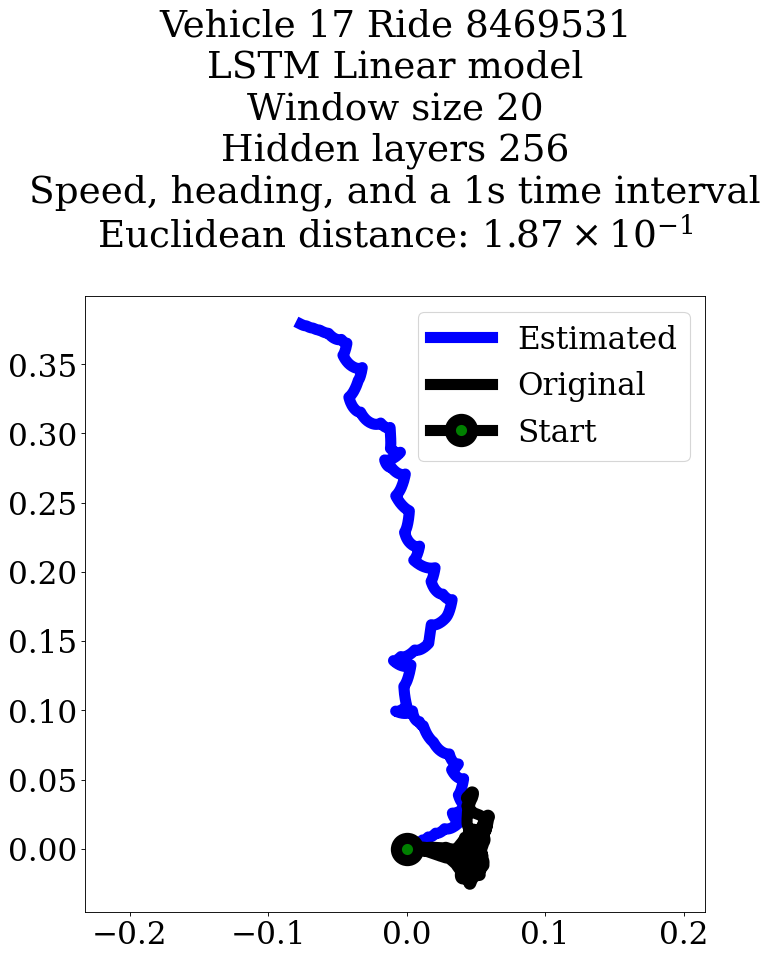 Vehicle 17 Ride 8469531
LSTM Linear model
Window size 20
Hidden layers 256
Speed, heading, and a 1s time interval
Euclidean distance: 1.87 × 10⁻¹
Estimated
Original
Start
0.35
0.30
0.25
0.20
0.15
0.10
0.05
0.00
−0.2 −0.1 0.0 0.1 0.2